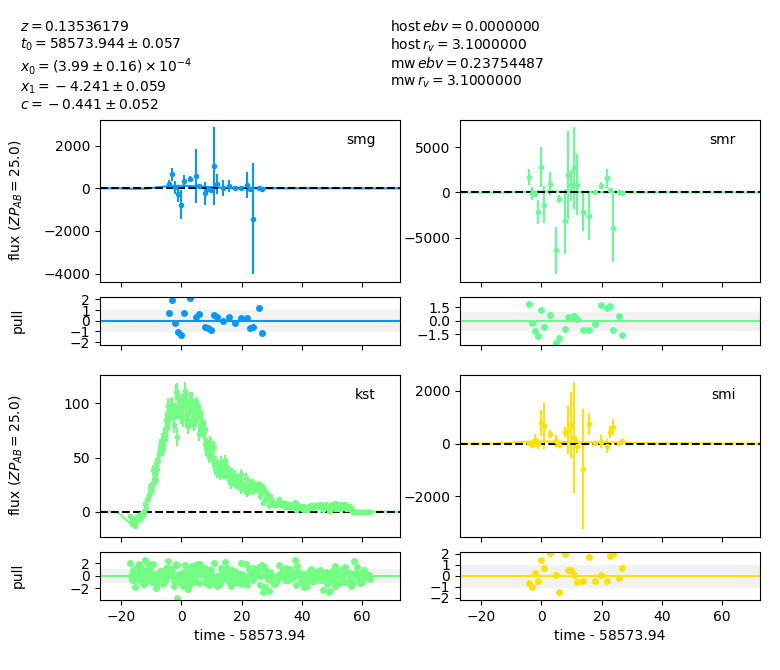 z = 0.13536179
t₀ = 58573.944 ± 0.057
x₀ = (3.99 ± 0.16) × 10⁻⁴
x₁ = − 4.241 ± 0.059
c = − 0.441 ± 0.052
host ebv = 0.0000000
host r_v = 3.1000000
mw ebv = 0.23754487
mw r_v = 3.1000000
smg
flux (ZP_AB = 25.0)
2000
0
−2000
−4000
smr
5000
0
−5000
pull
2
1
0
−1
−2
1.5
0.0
−1.5
kst
flux (ZP_AB = 25.0)
100
50
0
smi
2000
0
−2000
pull
2
0
−2
2
1
0
−1
−2
−20 0 20 40 60
time - 58573.94
−20 0 20 40 60
time - 58573.94